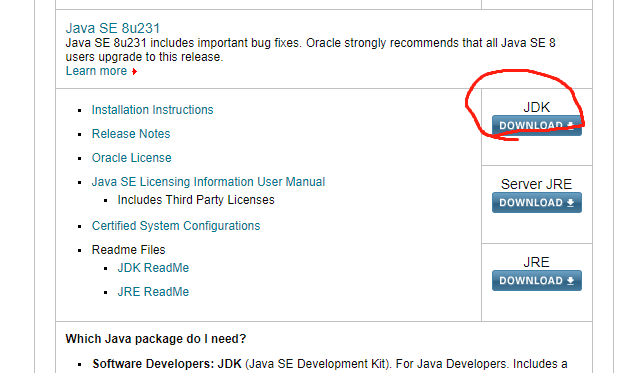 Java SE 8u231
Java SE 8u231 includes important bug fixes. Oracle strongly recommends that all Java SE 8
users upgrade to this release.
Learn more
Installation Instructions
Release Notes
Oracle License
Java SE Licensing Information User Manual
Includes Third Party Licenses
Certified System Configurations
Readme Files
JDK ReadMe
JRE ReadMe
JDK
DOWNLOAD
Server JRE
DOWNLOAD
JRE
DOWNLOAD
Which Java package do I need?
Software Developers: JDK (Java SE Development Kit). For Java Developers. Includes a